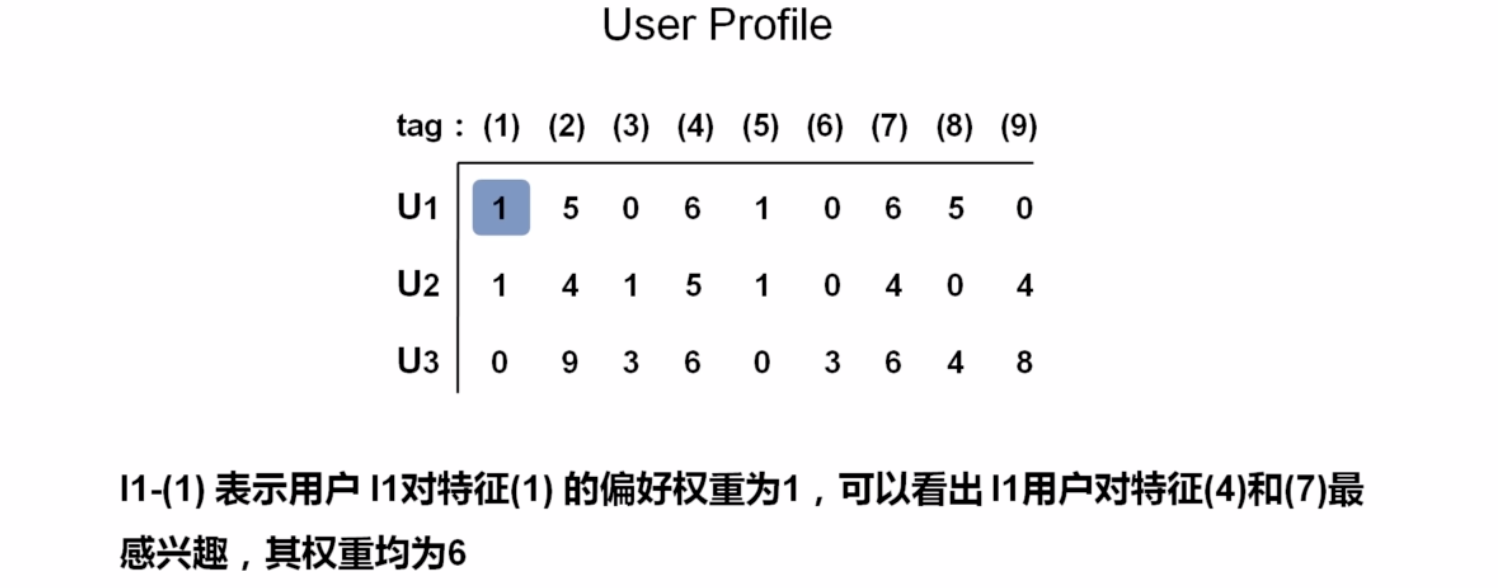 User Profile
tag : (1) (2) (3) (4) (5) (6) (7) (8) (9)
U1 1 5 0 6 1 0 6 5 0
U2 1 4 1 5 1 0 4 0 4
U3 0 9 3 6 0 3 6 4 8
I1-(1) 表示用户 I1对特征(1) 的偏好权重为1，可以看出 I1用户对特征(4)和(7)最
感兴趣，其权重均为6